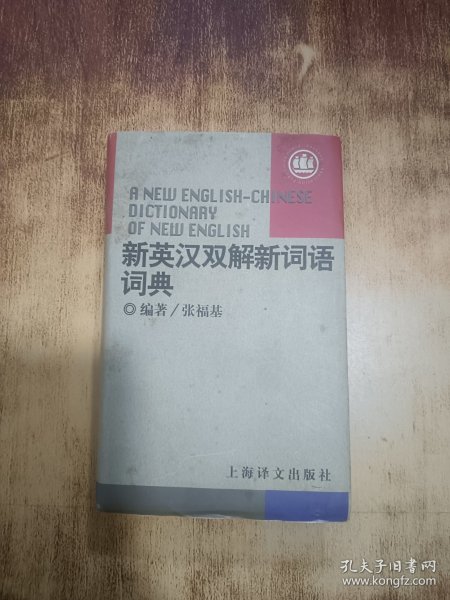 A NEW ENGLISH-CHINESE
DICTIONARY
OF NEW ENGLISH
新英汉双解新词语
词典
◎编著/张福基
上海译文出版社
孔夫子旧书网
www.kongfz.com